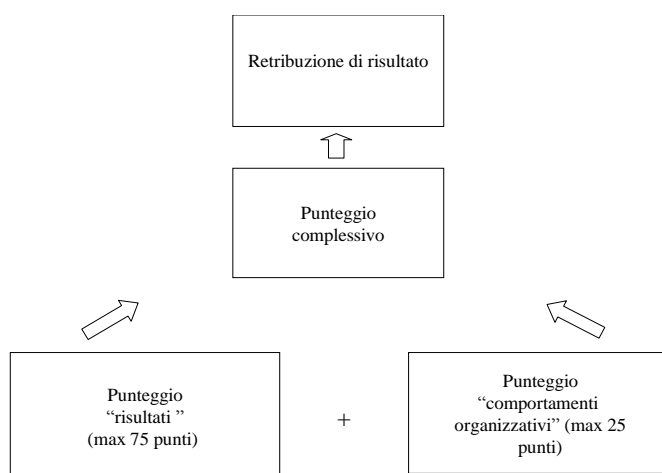 Retribuzione di risultato
Punteggio
complessivo
Punteggio
“risultati ”
(max 75 punti)
+
Punteggio
“comportamenti
organizzativi” (max 25
punti)